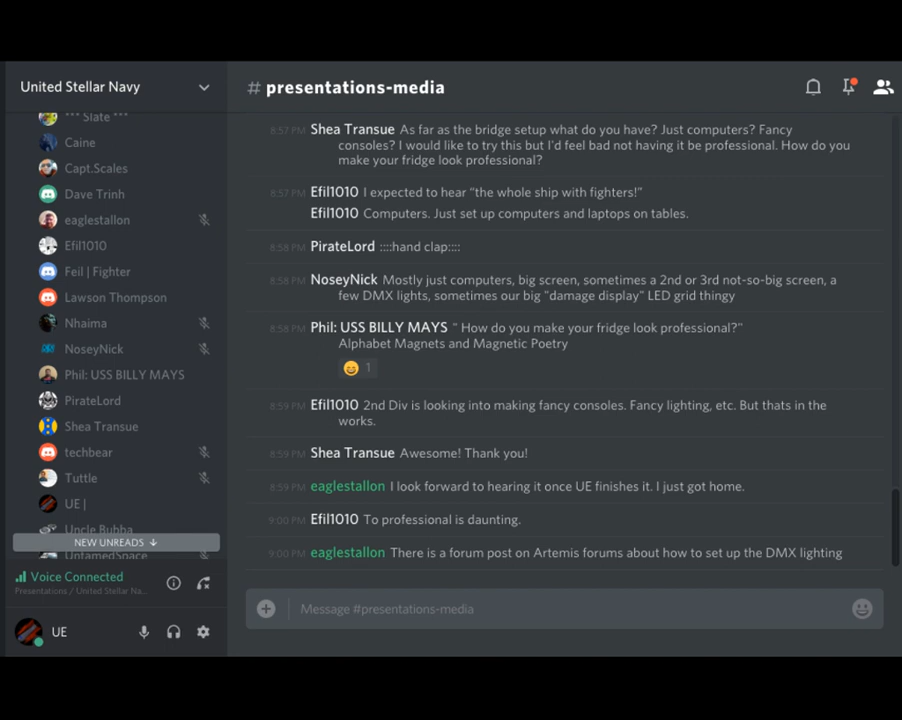 United Stellar Navy
# presentations-media
*** Slate ***
Caine
Capt.Scales
Dave Trinh
eaglestallon
Efil1010
Feil | Fighter
Lawson Thompson
Nhaima
NoseyNick
Phil: USS BILLY MAYS
PirateLord
Shea Transue
techbear
Tuttle
UE |
Uncle Bubba
NEW UNREADS ↓
UntamedSpace
Voice Connected
Presentations / United Stellar Na...
UE
8:57 PM Shea Transue As far as the bridge setup what do you have? Just computers? Fancy
consoles? I would like to try this but I'd feel bad not having it be professional. How do you
make your fridge look professional?
8:57 PM Efil1010 I expected to hear "the whole ship with fighters!"
Efil1010 Computers. Just set up computers and laptops on tables.
8:58 PM PirateLord ::::hand clap::::
8:58 PM NoseyNick Mostly just computers, big screen, sometimes a 2nd or 3rd not-so-big screen, a
few DMX lights, sometimes our big "damage display" LED grid thingy
8:58 PM Phil: USS BILLY MAYS " How do you make your fridge look professional?"
Alphabet Magnets and Magnetic Poetry
1
8:59 PM Efil1010 2nd Div is looking into making fancy consoles. Fancy lighting, etc. But thats in the
works.
8:59 PM Shea Transue Awesome! Thank you!
8:59 PM eaglestallon I look forward to hearing it once UE finishes it. I just got home.
9:00 PM Efil1010 To professional is daunting.
9:00 PM eaglestallon There is a forum post on Artemis forums about how to set up the DMX lighting
Message #presentations-media